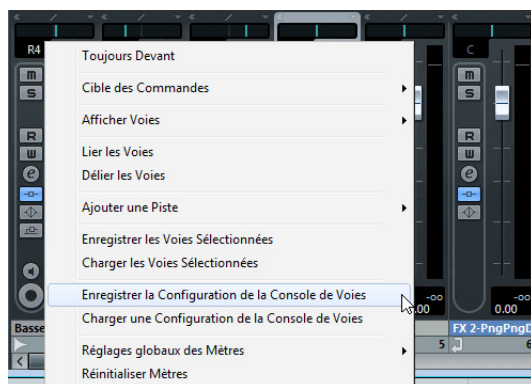 R4
C
Toujours Devant
Cible des Commandes
Afficher Voies
Lier les Voies
Délier les Voies
Ajouter une Piste
Enregistrer les Voies Sélectionnées
Charger les Voies Sélectionnées
Enregistrer la Configuration de la Console de Voies
Charger une Configuration de la Console de Voies
Réglages globaux des Mètres
Réinitialiser Mètres
m
S
R
W
e
m
S
R
W
e
-oo
.00
-oo
0.00
Basse
FX 2-PngPngD
5
6